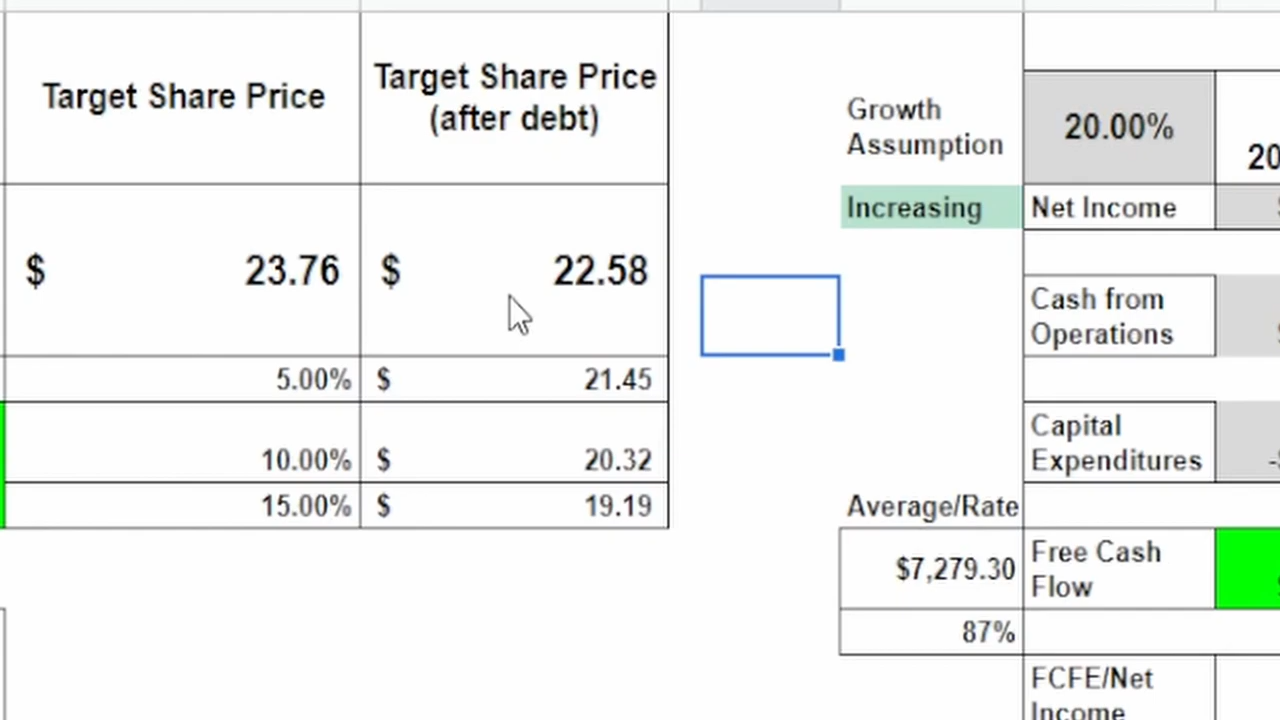 Target Share Price
Target Share Price
(after debt)
$ 23.76
$ 22.58
5.00% $ 21.45
10.00% $ 20.32
15.00% $ 19.19
Growth
Assumption
20.00%
20
Increasing
Net Income
Cash from
Operations
Capital
Expenditures
Average/Rate
$7,279.30
Free Cash
Flow
87%
FCFE/Net
Income